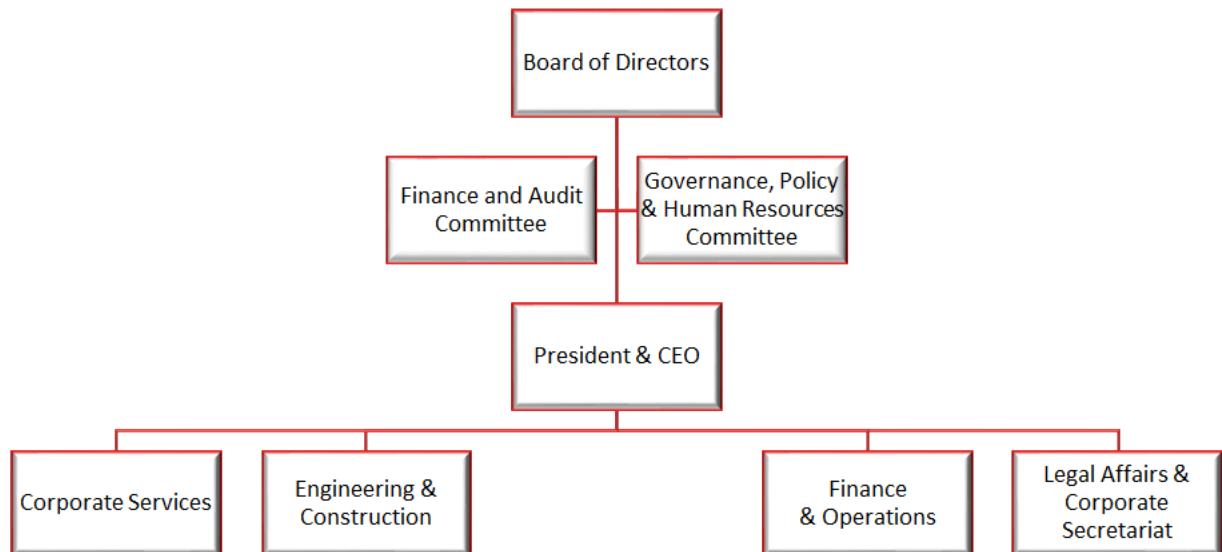 Board of Directors
Finance and Audit
Committee
Governance, Policy
& Human Resources
Committee
President & CEO
Corporate Services
Engineering &
Construction
Finance
& Operations
Legal Affairs &
Corporate
Secretariat